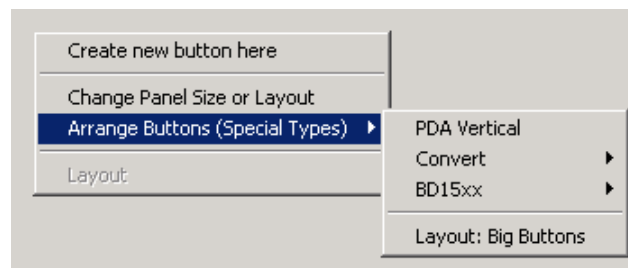 Create new button here
Change Panel Size or Layout
Arrange Buttons (Special Types)
Layout
PDA Vertical
Convert
BD15xx
Layout: Big Buttons